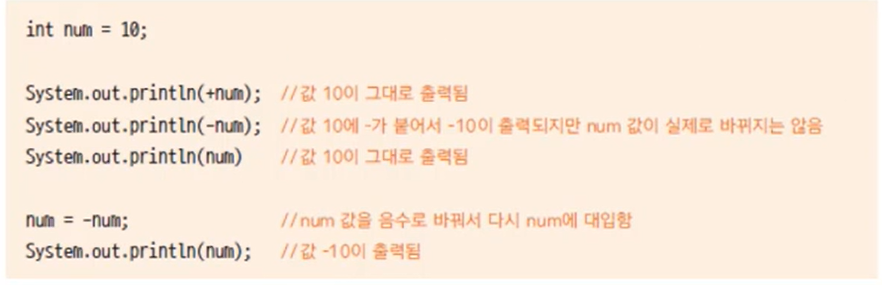 int num = 10;
System.out.println(+num); //값 10이 그대로 출력됨
System.out.println(-num); //값 10에 -가 붙어서 -10이 출력되지만 num 값이 실제로 바뀌지는 않음
System.out.println(num) //값 10이 그대로 출력됨
num = -num; //num 값을 음수로 바꿔서 다시 num에 대입함
System.out.println(num); //값 -10이 출력됨